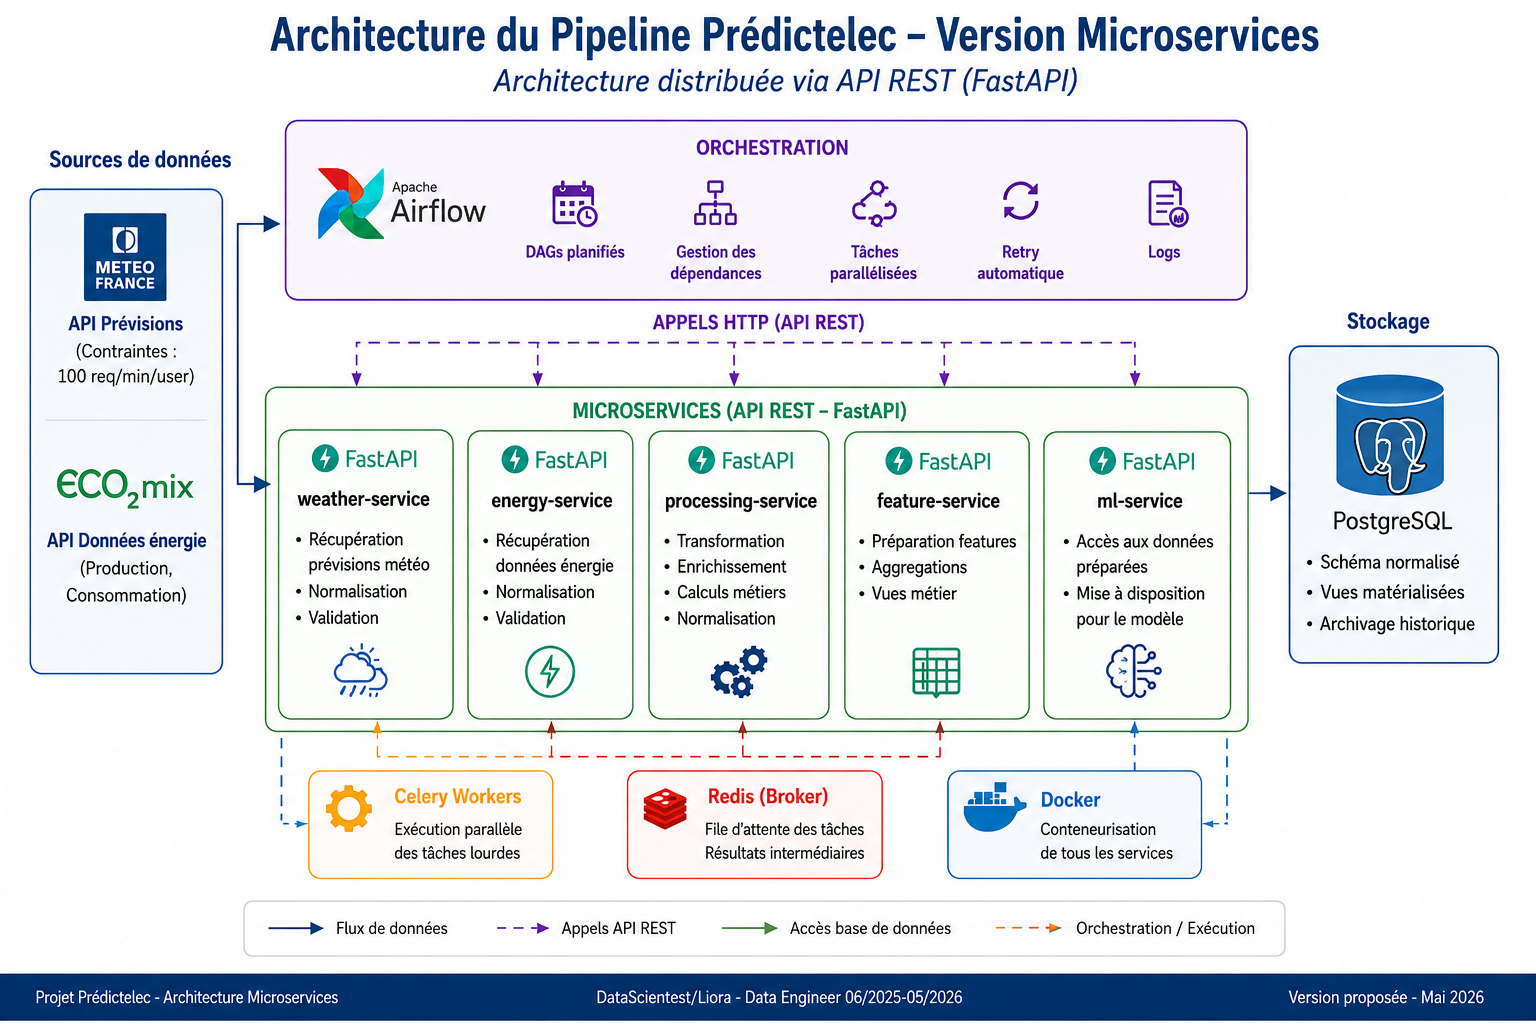 Architecture du Pipeline Prédictelec – Version Microservices
Architecture distribuée via API REST (FastAPI)
Sources de données
METEO
FRANCE
API Prévisions
(Contraintes :
100 req/min/user)
ECO2mix
API Données énergie
(Production,
Consommation)
ORCHESTRATION
Apache
Airflow
DAGs planifiés
Gestion des
dépendances
Tâches
parallélisées
Retry
automatique
Logs
APPELS HTTP (API REST)
MICROSERVICES (API REST – FastAPI)
FastAPI
weather-service
• Récupération
prévisions météo
• Normalisation
• Validation
FastAPI
energy-service
• Récupération
données énergie
• Normalisation
• Validation
FastAPI
processing-service
• Transformation
• Enrichissement
• Calculs métiers
• Normalisation
FastAPI
feature-service
• Préparation features
• Aggregations
• Vues métier
FastAPI
ml-service
• Accès aux données
préparées
• Mise à disposition
pour le modèle
Stockage
PostgreSQL
• Schéma normalisé
• Vues matérialisées
• Archivage historique
Celery Workers
Exécution parallèle
des tâches lourdes
Redis (Broker)
File d'attente des tâches
Résultats intermédiaires
Docker
Conteneurisation
de tous les services
Flux de données
Appels API REST
Accès base de données
Orchestration / Exécution
Projet Prédictelec - Architecture Microservices
DataScientest/Liora - Data Engineer 06/2025-05/2026
Version proposée - Mai 2026